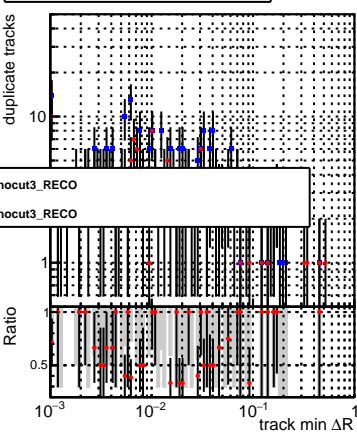 duplicate tracks
10
nocut3_RECO
nocut3_RECO
1
Ratio
1
0.5
10⁻³ 10⁻² 10⁻¹ 1
track min ΔR